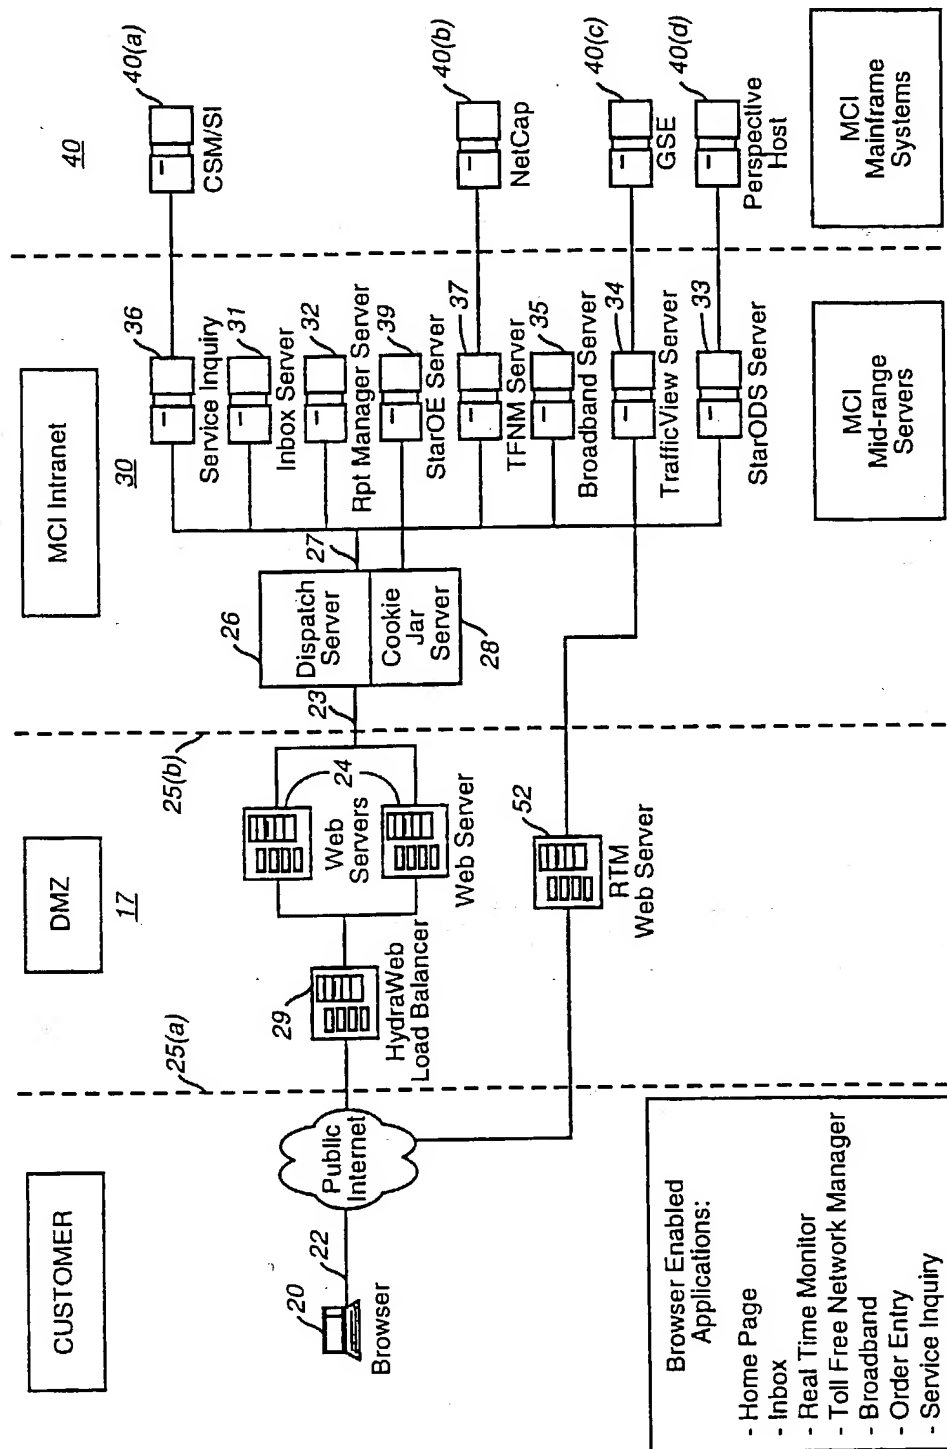 CUSTOMER
DMZ
MCI Intranet
17
30
40
25(a)
25(b)
20
22
Browser
Public
Internet
29
HydraWeb
Load Balancer
24
Web
Servers
Web Server
52
RTM
Web Server
23
26
Dispatch
Server
Cookie
Jar
Server
28
27
36
Service Inquiry
31
Inbox Server
32
Rpt Manager Server
39
StarOE Server
37
TFNM Server
35
Broadband Server
34
TrafficView Server
33
StarODS Server
40(a)
CSM/SI
40(b)
NetCap
40(c)
GSE
40(d)
Perspective
Host
Browser Enabled
Applications:
- Home Page
- Inbox
- Real Time Monitor
- Toll Free Network Manager
- Broadband
- Order Entry
- Service Inquiry
MCI
Mid-range
Servers
MCI
Mainframe
Systems